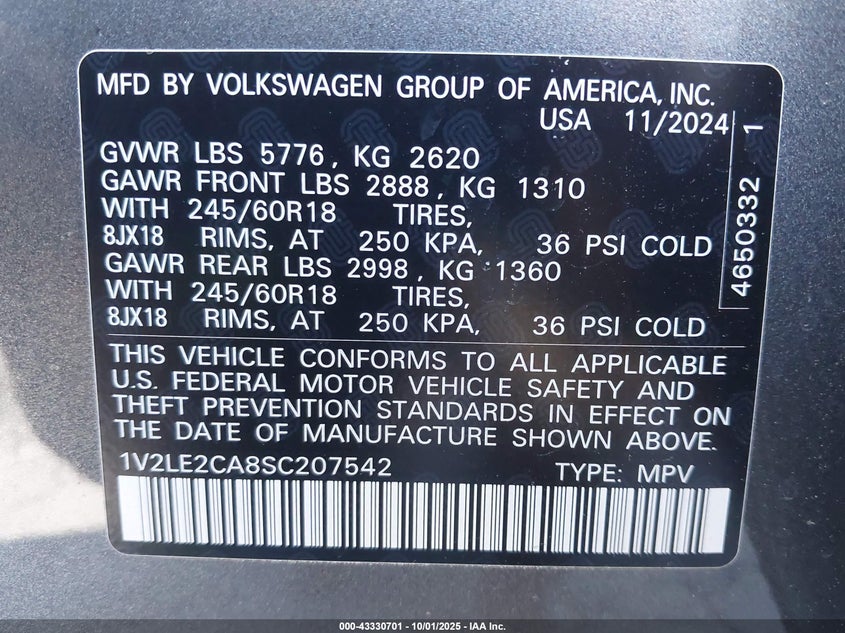 MFD BY VOLKSWAGEN GROUP OF AMERICA, INC.
USA 11/2024
GVWR LBS 5776, KG 2620
GAWR FRONT LBS 2888, KG 1310
WITH 245/60R18 TIRES,
8JX18 RIMS, AT 250 KPA, 36 PSI COLD
GAWR REAR LBS 2998, KG 1360
WITH 245/60R18 TIRES,
8JX18 RIMS, AT 250 KPA, 36 PSI COLD
4650332 1
THIS VEHICLE CONFORMS TO ALL APPLICABLE
U.S. FEDERAL MOTOR VEHICLE SAFETY AND
THEFT PREVENTION STANDARDS IN EFFECT ON
THE DATE OF MANUFACTURE SHOWN ABOVE.
1V2LE2CA8SC207542 TYPE: MPV
000-43330701 - 10/01/2025 - IAA Inc.